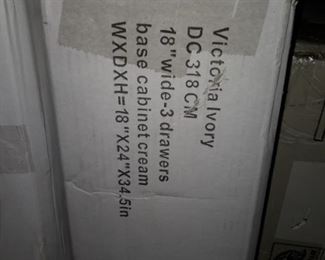 Victoria Ivory
DC 318 CM
18"wide-3 drawers
base cabinet cream
WXDXH=18"X24"X34.5in